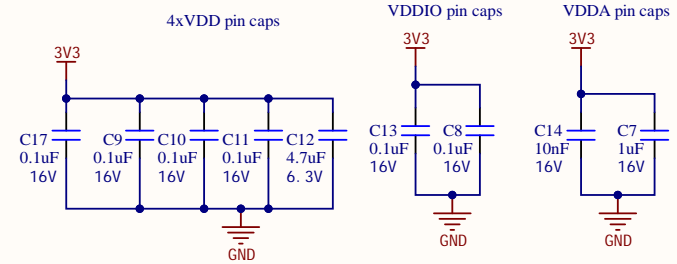 4xVDD pin caps
VDDIO pin caps
VDDA pin caps
3V3
3V3
3V3
C17
0.1uF
16V
C9
0.1uF
16V
C10
0.1uF
16V
C11
0.1uF
16V
C12
4.7uF
6.3V
C13
0.1uF
16V
C8
0.1uF
16V
C14
10nF
16V
C7
1uF
16V
GND
GND
GND